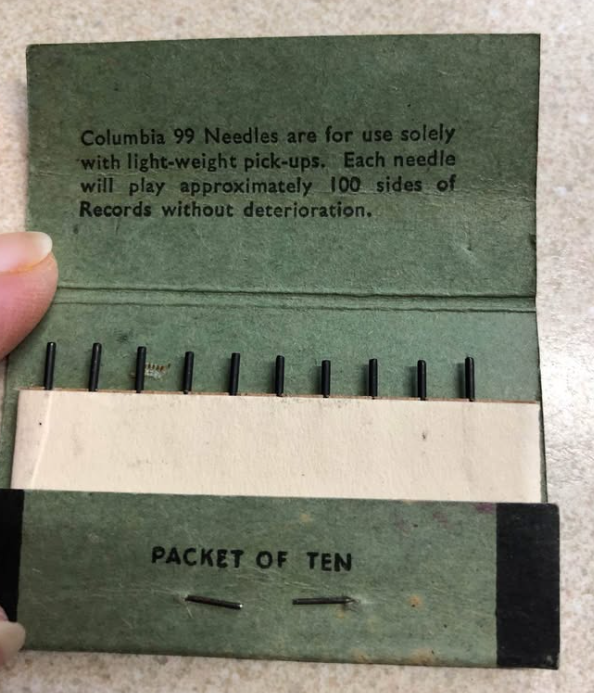 Columbia 99 Needles are for use solely
with light-weight pick-ups. Each needle
will play approximately 100 sides of
Records without deterioration.
PACKET OF TEN